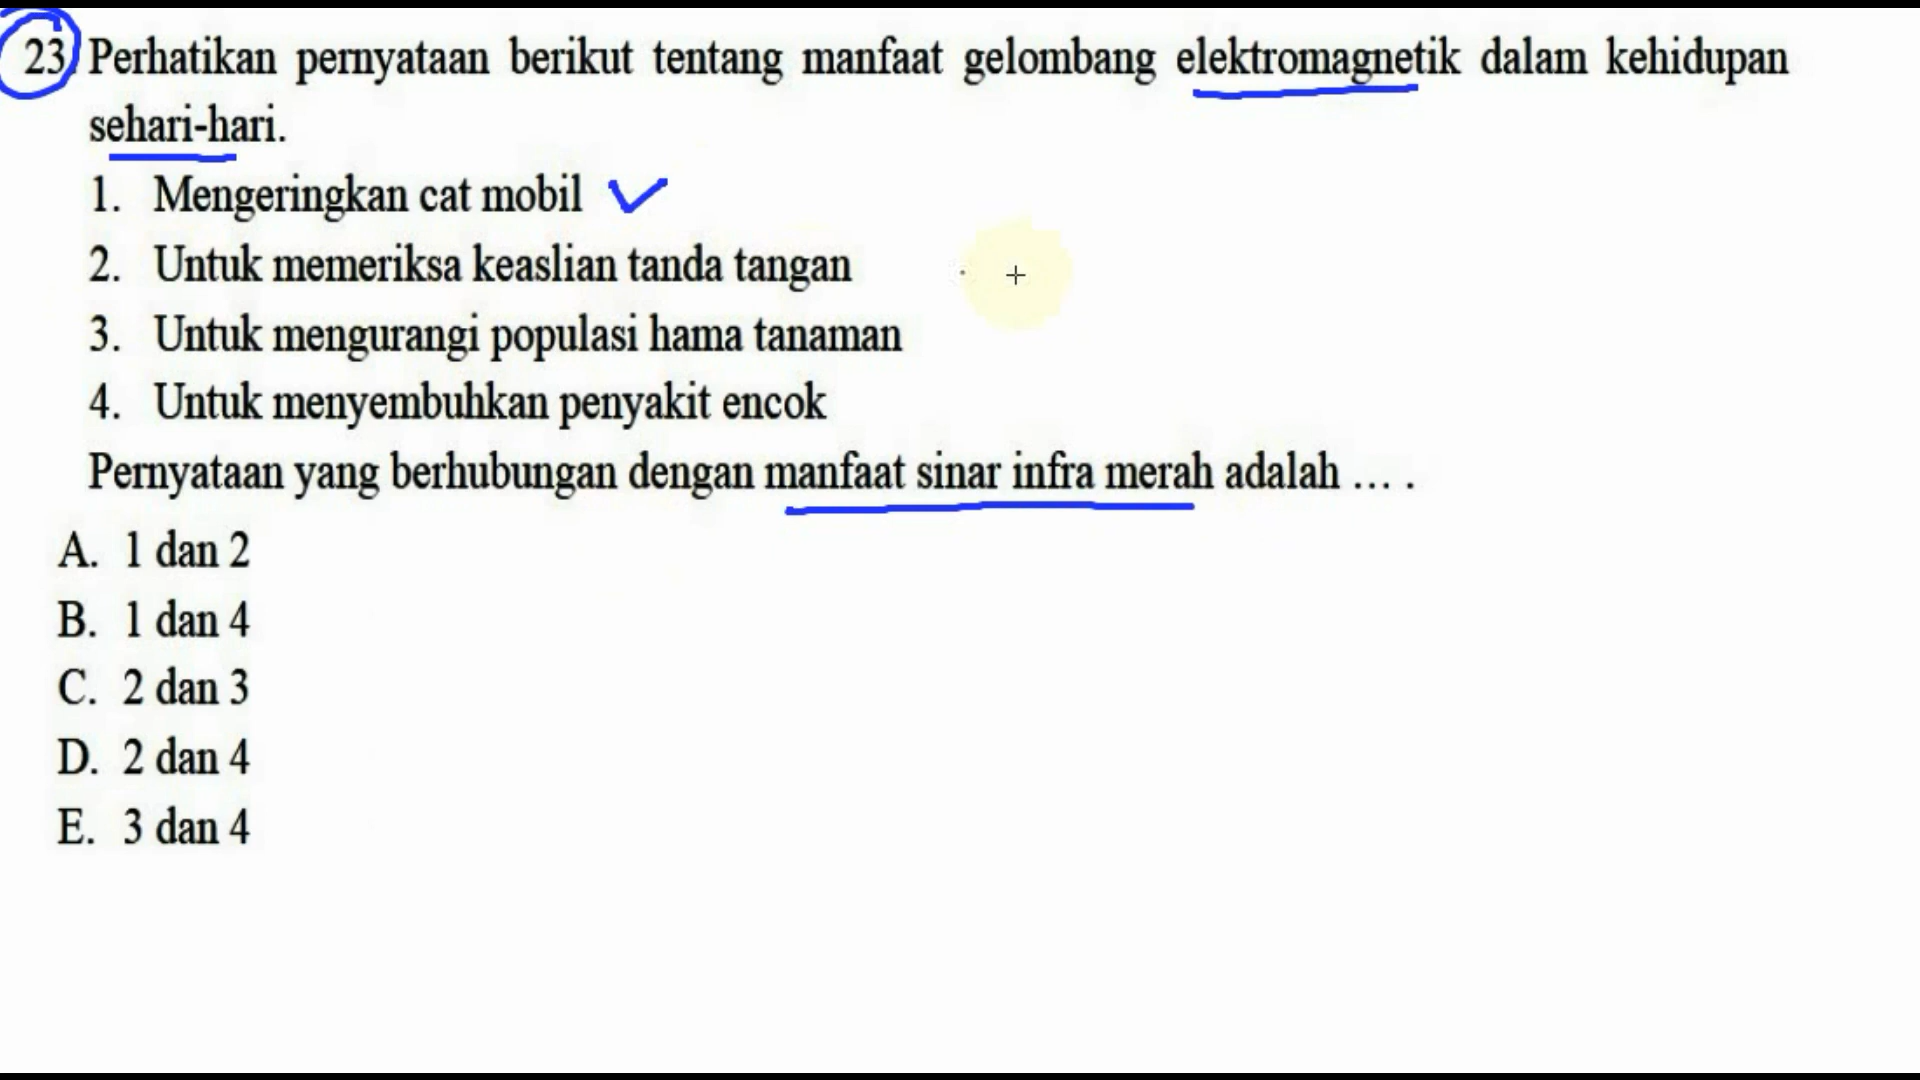 23. Perhatikan pernyataan berikut tentang manfaat gelombang elektromagnetik dalam kehidupan
sehari-hari.
1. Mengeringkan cat mobil
2. Untuk memeriksa keaslian tanda tangan
3. Untuk mengurangi populasi hama tanaman
4. Untuk menyembuhkan penyakit encok
Pernyataan yang berhubungan dengan manfaat sinar infra merah adalah ... .
A. 1 dan 2
B. 1 dan 4
C. 2 dan 3
D. 2 dan 4
E. 3 dan 4